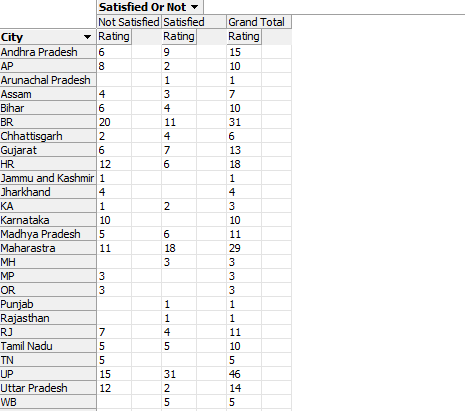 Satisfied Or Not
Not Satisfied Satisfied Grand Total
City Rating Rating Rating
Andhra Pradesh 6 9 15
AP 8 2 10
Arunachal Pradesh 1 1
Assam 4 3 7
Bihar 6 4 10
BR 20 11 31
Chhattisgarh 2 4 6
Gujarat 6 7 13
HR 12 6 18
Jammu and Kashmir 1 1
Jharkhand 4 4
KA 1 2 3
Karnataka 10 10
Madhya Pradesh 5 6 11
Maharastra 11 18 29
MH 3 3
MP 3 3
OR 3 3
Punjab 1 1
Rajasthan 1 1
RJ 7 4 11
Tamil Nadu 5 5 10
TN 5 5
UP 15 31 46
Uttar Pradesh 12 2 14
WB 5 5